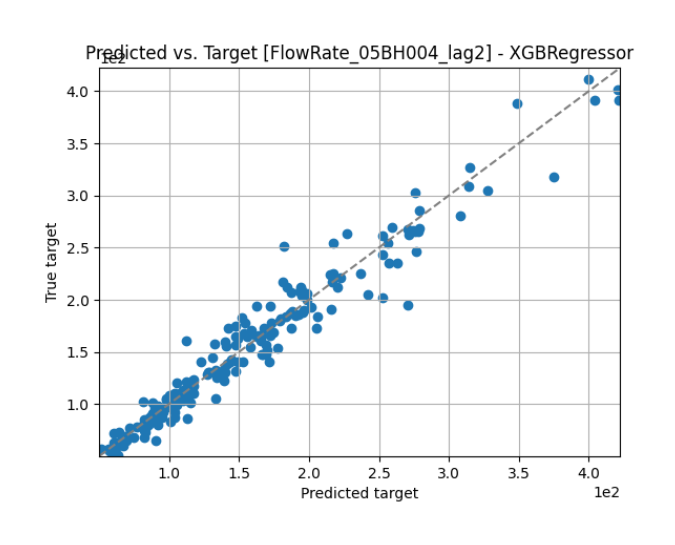 Predicted vs. Target [FlowRate_05BH004_lag2] - XGBRegressor
1e2
4.0
3.5
3.0
2.5
2.0
1.5
1.0
True target
1.0 1.5 2.0 2.5 3.0 3.5 4.0
Predicted target
1e2